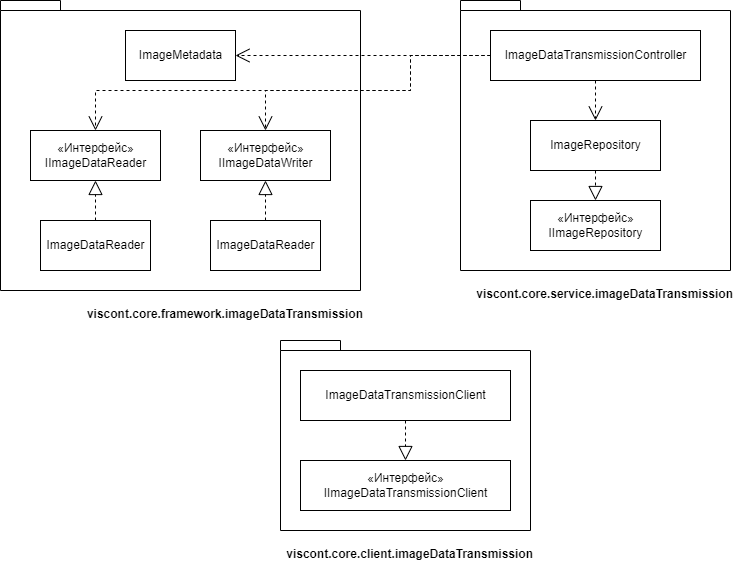 ImageMetadata
«Интерфейс»
IImageDataReader
«Интерфейс»
IImageDataWriter
ImageDataReader
ImageDataReader
viscont.core.framework.imageDataTransmission
ImageDataTransmissionController
ImageRepository
«Интерфейс»
IImageRepository
viscont.core.service.imageDataTransmission
ImageDataTransmissionClient
«Интерфейс»
IImageDataTransmissionClient
viscont.core.client.imageDataTransmission